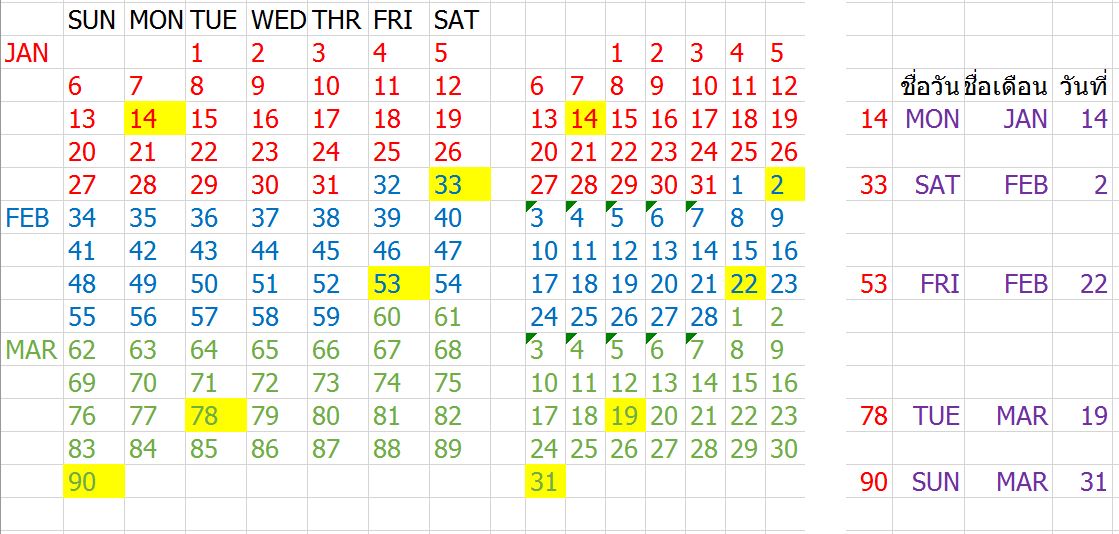 SUN MON TUE WED THR FRI SAT
JAN 1 2 3 4 5 1 2 3 4 5
6 7 8 9 10 11 12 6 7 8 9 10 11 12 ชื่อวัน ชื่อเดือน วันที่
13 14 15 16 17 18 19 13 14 15 16 17 18 19 14 MON JAN 14
20 21 22 23 24 25 26 20 21 22 23 24 25 26
27 28 29 30 31 32 33 27 28 29 30 31 1 2 33 SAT FEB 2
FEB 34 35 36 37 38 39 40 3 4 5 6 7 8 9
41 42 43 44 45 46 47 10 11 12 13 14 15 16
48 49 50 51 52 53 54 17 18 19 20 21 22 23 53 FRI FEB 22
55 56 57 58 59 60 61 24 25 26 27 28 1 2
MAR 62 63 64 65 66 67 68 3 4 5 6 7 8 9
69 70 71 72 73 74 75 10 11 12 13 14 15 16
76 77 78 79 80 81 82 17 18 19 20 21 22 23 78 TUE MAR 19
83 84 85 86 87 88 89 24 25 26 27 28 29 30
90 31 90 SUN MAR 31